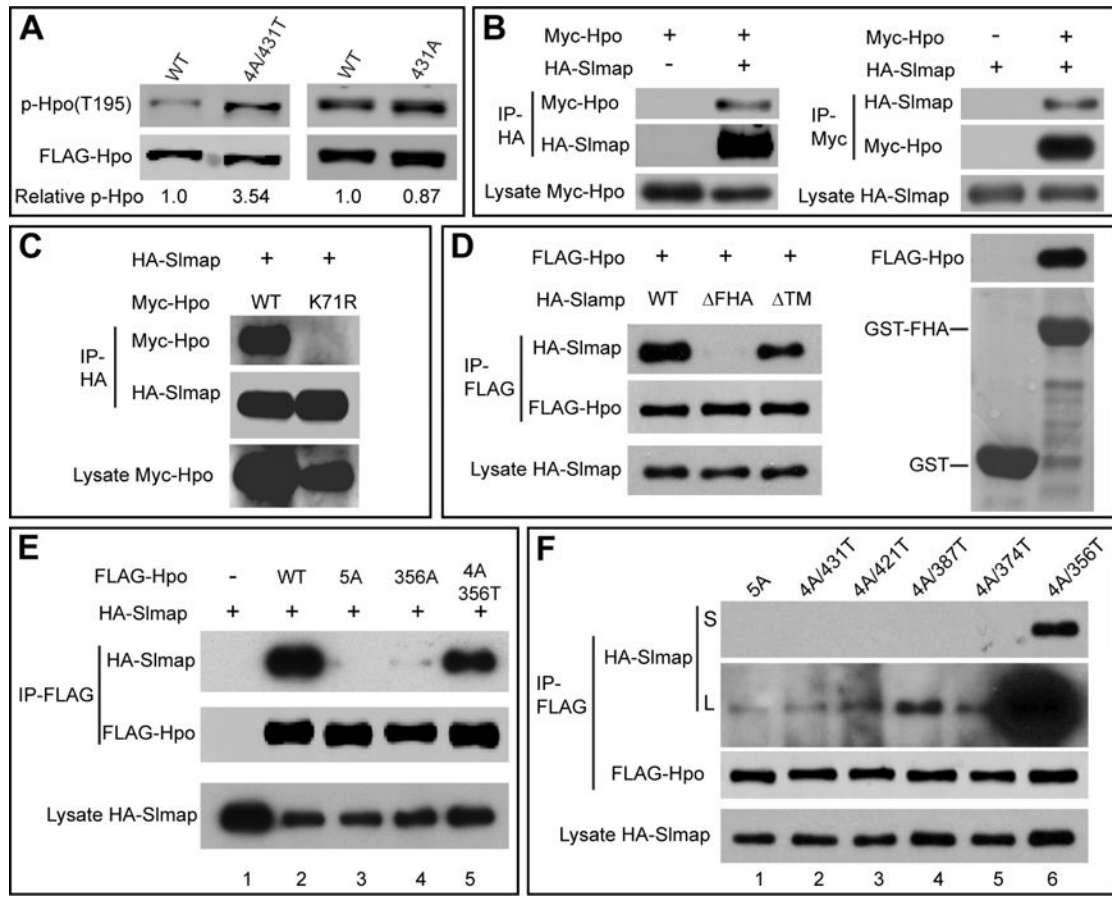 A
WT 4A/431T WT 431A
p-Hpo(T195)
FLAG-Hpo
Relative p-Hpo 1.0 3.54 1.0 0.87
B
Myc-Hpo + +
HA-Slmap - +
IP-HA
Myc-Hpo
HA-Slmap
Lysate Myc-Hpo
Myc-Hpo - +
HA-Slmap + +
IP-Myc
HA-Slmap
Myc-Hpo
Lysate HA-Slmap
C
HA-Slmap + +
Myc-Hpo WT K71R
IP-HA
Myc-Hpo
HA-Slmap
Lysate Myc-Hpo
D
FLAG-Hpo + + +
HA-Slamp WT ΔFHA ΔTM
IP-FLAG
HA-Slmap
FLAG-Hpo
Lysate HA-Slmap
FLAG-Hpo
GST-FHA
GST
E
FLAG-Hpo - WT 5A 356A 4A 356T
HA-Slmap + + + + +
IP-FLAG
HA-Slmap
FLAG-Hpo
Lysate HA-Slmap
1 2 3 4 5
F
5A 4A/431T 4A/421T 4A/387T 4A/374T 4A/356T
IP-FLAG
HA-Slmap
S
L
FLAG-Hpo
Lysate HA-Slmap
1 2 3 4 5 6